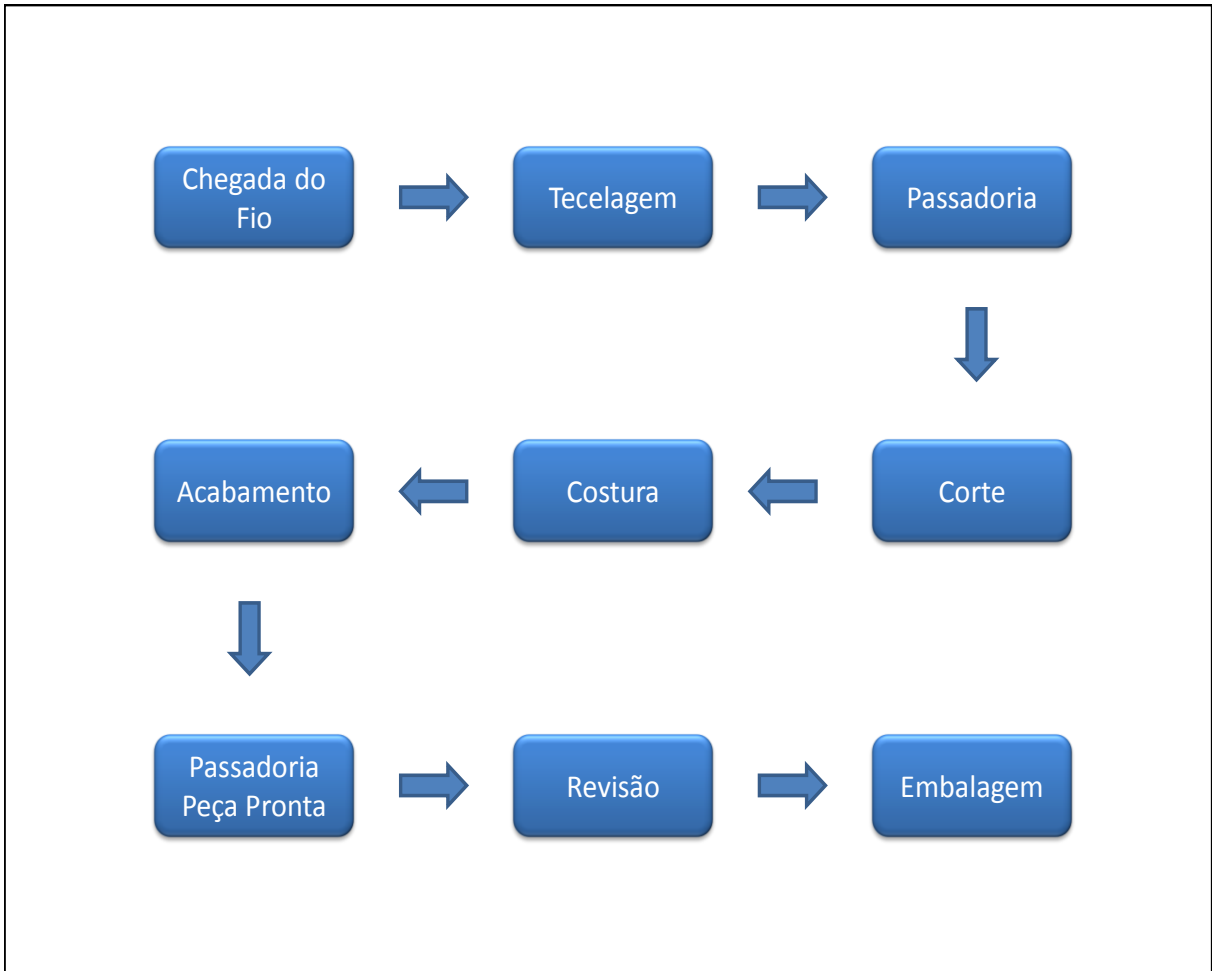 Chegada do
Fio
Tecelagem
Passadoria
Corte
Costura
Acabamento
Passadoria
Peça Pronta
Revisão
Embalagem